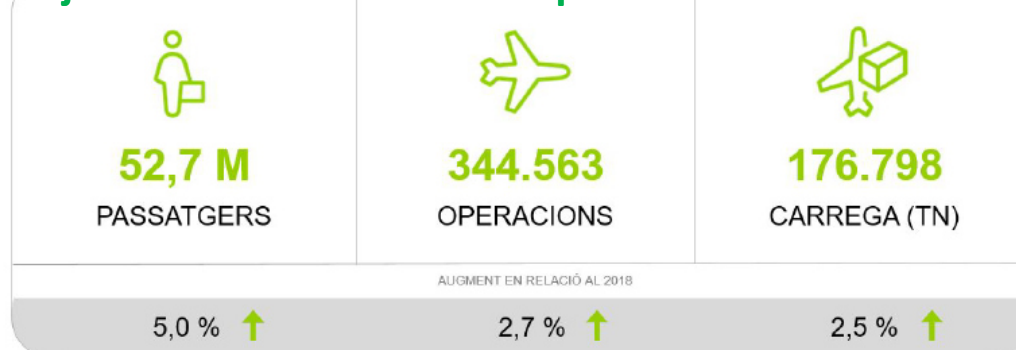 52,7 M
344.563
176.798
PASSATGERS
OPERACIONS
CARREGA (TN)
AUGMENT EN RELACIÓ AL 2018
5,0 %
2,7 %
2,5 %